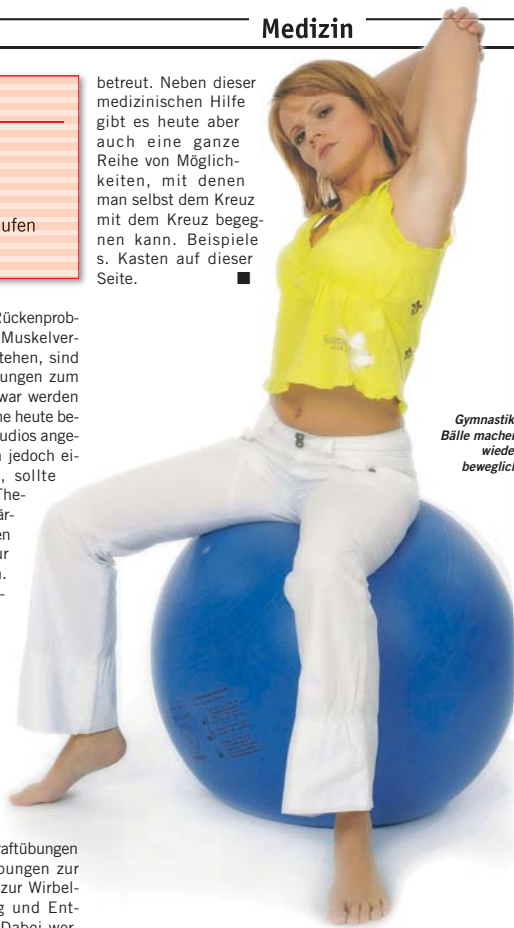 Medizin
ufen
Rückenprob-
Muskelver-
tehen, sind
ungen zum
war werden
ne heute be-
udios ange-
jedoch ei-
, sollte
The-
är-
en
ur
.
-
raftübungen
bungen zur
zur Wirbel-
g und Ent-
Dabei wer-
betreut. Neben dieser
medizinischen Hilfe
gibt es heute aber
auch eine ganze
Reihe von Möglich-
keiten, mit denen
man selbst dem Kreuz
mit dem Kreuz begeg-
nen kann. Beispiele
s. Kasten auf dieser
Seite. ■
Gymnastik
Bälle machen
wiede
beweglich